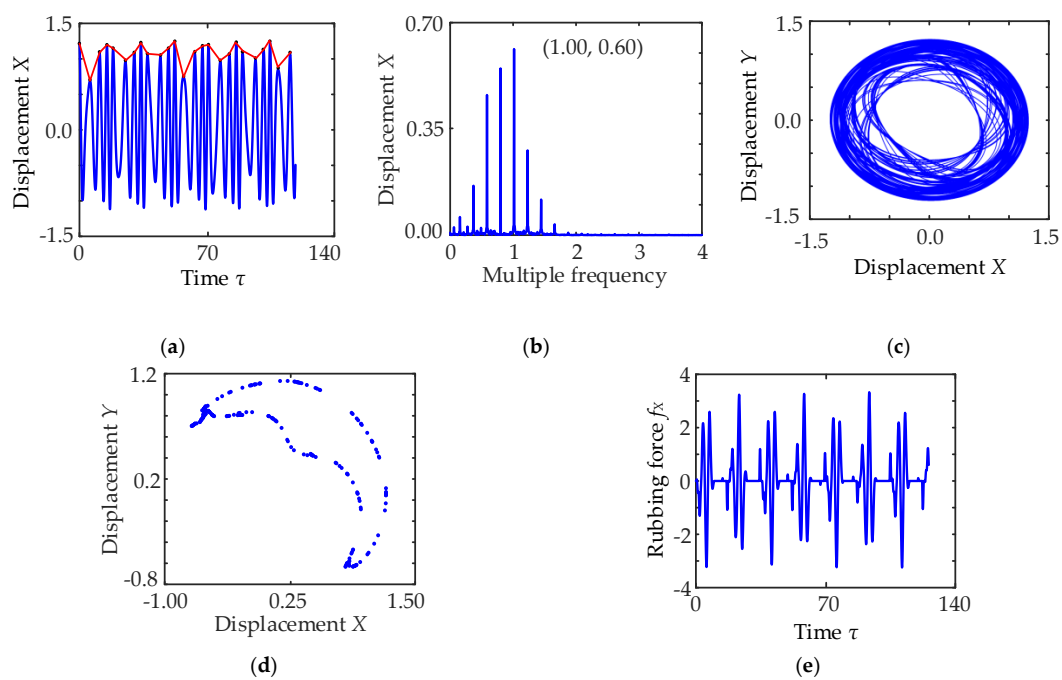 1.5
0.0
-1.5
0
70
140
Displacement X
Time τ
(a)
0.70
0.35
0.00
0
1
2
3
4
(1.00, 0.60)
Displacement X
Multiple frequency
(b)
1.5
0.0
-1.5
-1.5
0.0
1.5
Displacement Y
Displacement X
(c)
1.2
0.2
-0.8
-1.00
0.25
1.50
Displacement Y
Displacement X
(d)
4
2
0
-2
-4
0
70
140
Rubbing force fX
Time τ
(e)